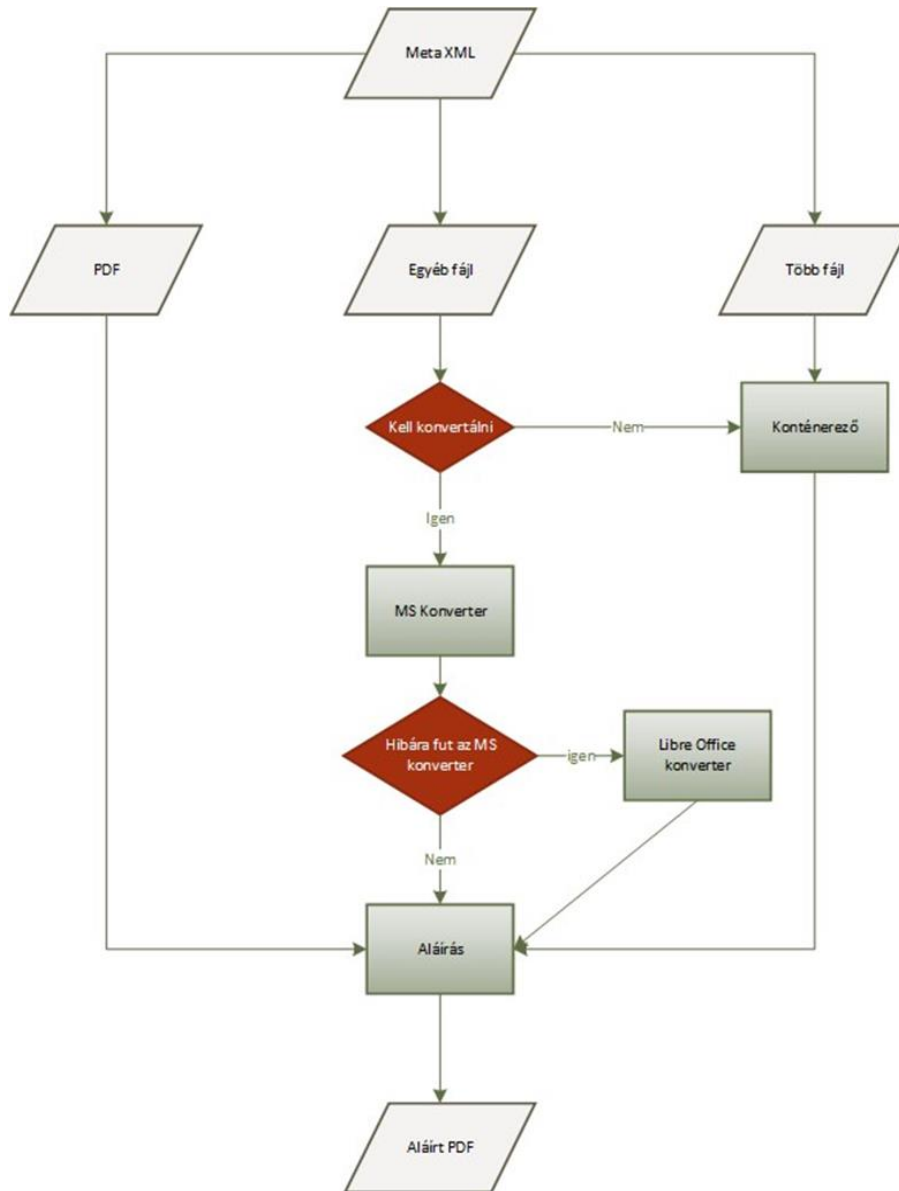 Meta XML
PDF
Egyéb fájl
Több fájl
Kell konvertálni
Nem
Konténerező
Igen
MS Konverter
Hibára fut az MS
konverter
igen
Libre Office
konverter
Nem
Aláírás
Aláírt PDF